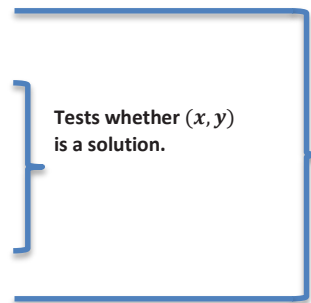 Tests whether (x, y)
is a solution.